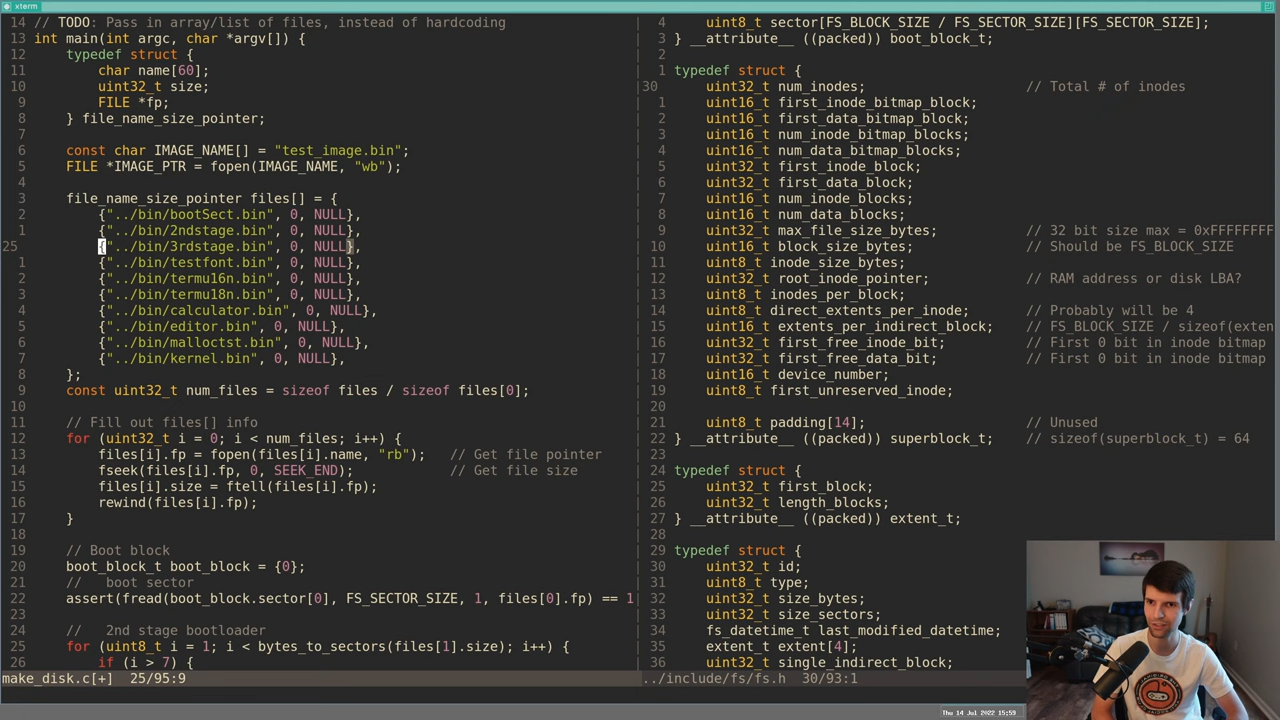 xterm
14 // TODO: Pass in array/list of files, instead of hardcoding
13 int main(int argc, char *argv[]) {
12     typedef struct {
11         char name[60];
10         uint32_t size;
9         FILE *fp;
8     } file_name_size_pointer;
7
6     const char IMAGE_NAME[] = "test_image.bin";
5     FILE *IMAGE_PTR = fopen(IMAGE_NAME, "wb");
4
3     file_name_size_pointer files[] = {
2         {"../bin/bootSect.bin", 0, NULL},
1         {"../bin/2ndstage.bin", 0, NULL},
25         {"../bin/3rdstage.bin", 0, NULL},
1         {"../bin/testfont.bin", 0, NULL},
2         {"../bin/termu16n.bin", 0, NULL},
3         {"../bin/termu18n.bin", 0, NULL},
4         {"../bin/calculator.bin", 0, NULL},
5         {"../bin/editor.bin", 0, NULL},
6         {"../bin/malloctst.bin", 0, NULL},
7         {"../bin/kernel.bin", 0, NULL},
8     };
9     const uint32_t num_files = sizeof files / sizeof files[0];
10
11     // Fill out files[] info
12     for (uint32_t i = 0; i < num_files; i++) {
13         files[i].fp = fopen(files[i].name, "rb");   // Get file pointer
14         fseek(files[i].fp, 0, SEEK_END);            // Get file size
15         files[i].size = ftell(files[i].fp);
16         rewind(files[i].fp);
17     }
18
19     // Boot block
20     boot_block_t boot_block = {0};
21     //   boot sector
22     assert(fread(boot_block.sector[0], FS_SECTOR_SIZE, 1, files[0].fp) == 1
23
24     //   2nd stage bootloader
25     for (uint8_t i = 1; i < bytes_to_sectors(files[1].size); i++) {
26         if (i > 7) {
make_disk.c[+]   25/95:9
4     uint8_t sector[FS_BLOCK_SIZE / FS_SECTOR_SIZE][FS_SECTOR_SIZE];
3 } __attribute__ ((packed)) boot_block_t;
2
1 typedef struct {
30     uint32_t num_inodes;                    // Total # of inodes
1     uint16_t first_inode_bitmap_block;
2     uint16_t first_data_bitmap_block;
3     uint16_t num_inode_bitmap_blocks;
4     uint16_t num_data_bitmap_blocks;
5     uint32_t first_inode_block;
6     uint32_t first_data_block;
7     uint16_t num_inode_blocks;
8     uint16_t num_data_blocks;
9     uint32_t max_file_size_bytes;           // 32 bit size max = 0xFFFFFFFF
10     uint16_t block_size_bytes;              // Should be FS_BLOCK_SIZE
11     uint8_t inode_size_bytes;
12     uint32_t root_inode_pointer;            // RAM address or disk LBA?
13     uint8_t inodes_per_block;
14     uint8_t direct_extents_per_inode;       // Probably will be 4
15     uint16_t extents_per_indirect_block;    // FS_BLOCK_SIZE / sizeof(exten
16     uint32_t first_free_inode_bit;          // First 0 bit in inode bitmap
17     uint32_t first_free_data_bit;           // First 0 bit in inode bitmap
18     uint16_t device_number;
19     uint8_t first_unreserved_inode;
20
21     uint8_t padding[14];                    // Unused
22 } __attribute__ ((packed)) superblock_t;    // sizeof(superblock_t) = 64
23
24 typedef struct {
25     uint32_t first_block;
26     uint32_t length_blocks;
27 } __attribute__ ((packed)) extent_t;
28
29 typedef struct {
30     uint32_t id;
31     uint8_t type;
32     uint32_t size_bytes;
33     uint32_t size_sectors;
34     fs_datetime_t last_modified_datetime;
35     extent_t extent[4];
36     uint32_t single_indirect_block;
../include/fs/fs.h   30/93:1
Thu 14 Jul 2022 15:59